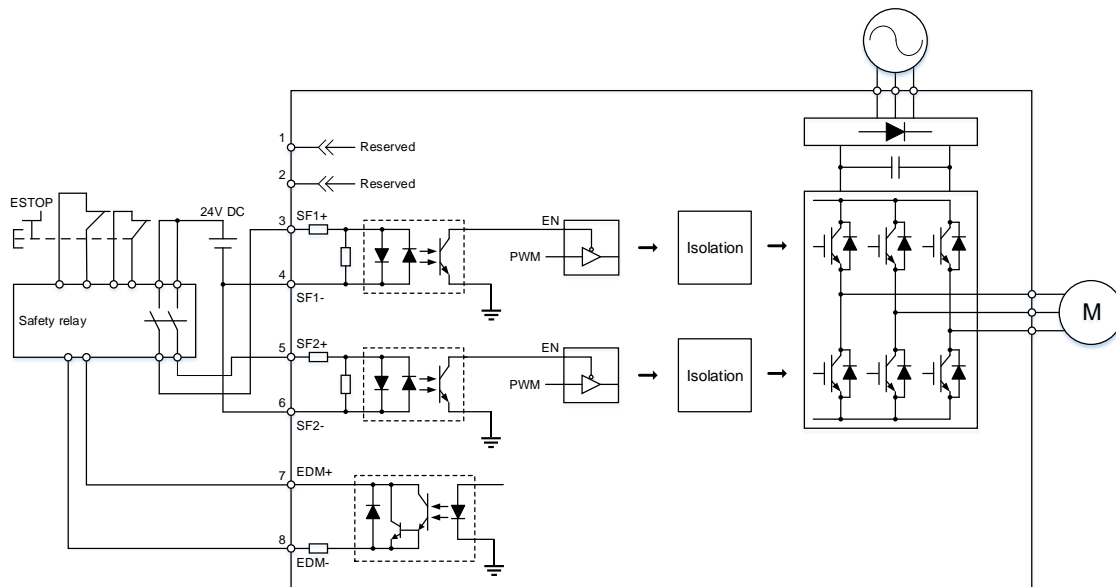 1
Reserved
2
Reserved
ESTOP
24V DC
3
SF1+
EN
PWM
Isolation
4
SF1-
Safety relay
M
5
SF2+
EN
PWM
Isolation
6
SF2-
7
EDM+
8
EDM-